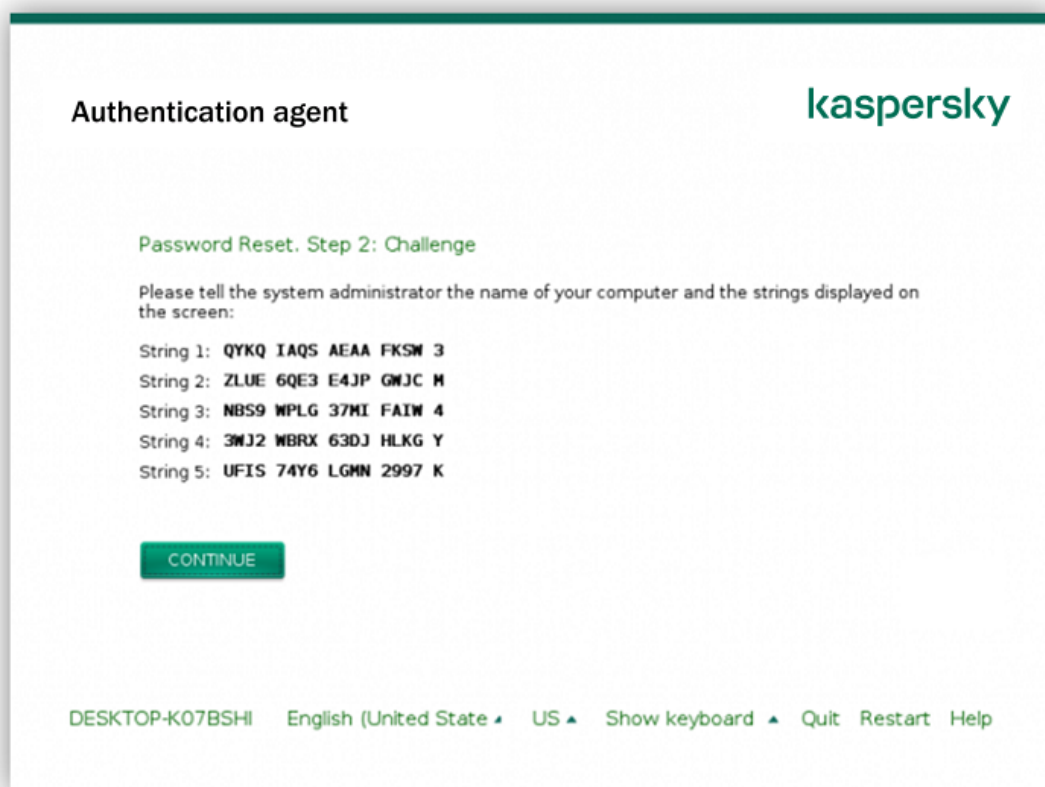 Authentication agent
kaspersky
Password Reset. Step 2: Challenge
Please tell the system administrator the name of your computer and the strings displayed on
the screen:
String 1: QYKQ IAQS AEAA FKSW 3
String 2: ZLUE 6QE3 E4JP GWJC M
String 3: NBS9 WPLG 37MI FAIW 4
String 4: 3WJ2 WBRX 63DJ HLKG Y
String 5: UFIS 74Y6 LGMN 2997 K
CONTINUE
DESKTOP-K07BSHI English (United State US Show keyboard Quit Restart Help